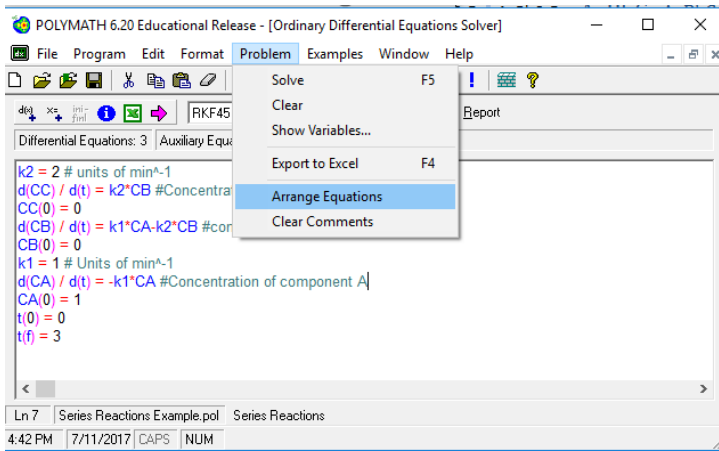 POLYMATH 6.20 Educational Release - [Ordinary Differential Equations Solver]
File Program Edit Format Problem Examples Window Help
Solve F5
d(x) x= ini- finl RKF45 Report
Clear
Differential Equations: 3 Auxiliary Equa
Show Variables...
Export to Excel F4
Arrange Equations
Clear Comments
k2 = 2 # units of min^-1
d(CC) / d(t) = k2*CB #Concentra
CC(0) = 0
d(CB) / d(t) = k1*CA-k2*CB #cor
CB(0) = 0
k1 = 1 # Units of min^-1
d(CA) / d(t) = -k1*CA #Concentration of component A
CA(0) = 1
t(0) = 0
t(f) = 3
Ln 7 Series Reactions Example.pol Series Reactions
4:42 PM 7/11/2017 CAPS NUM